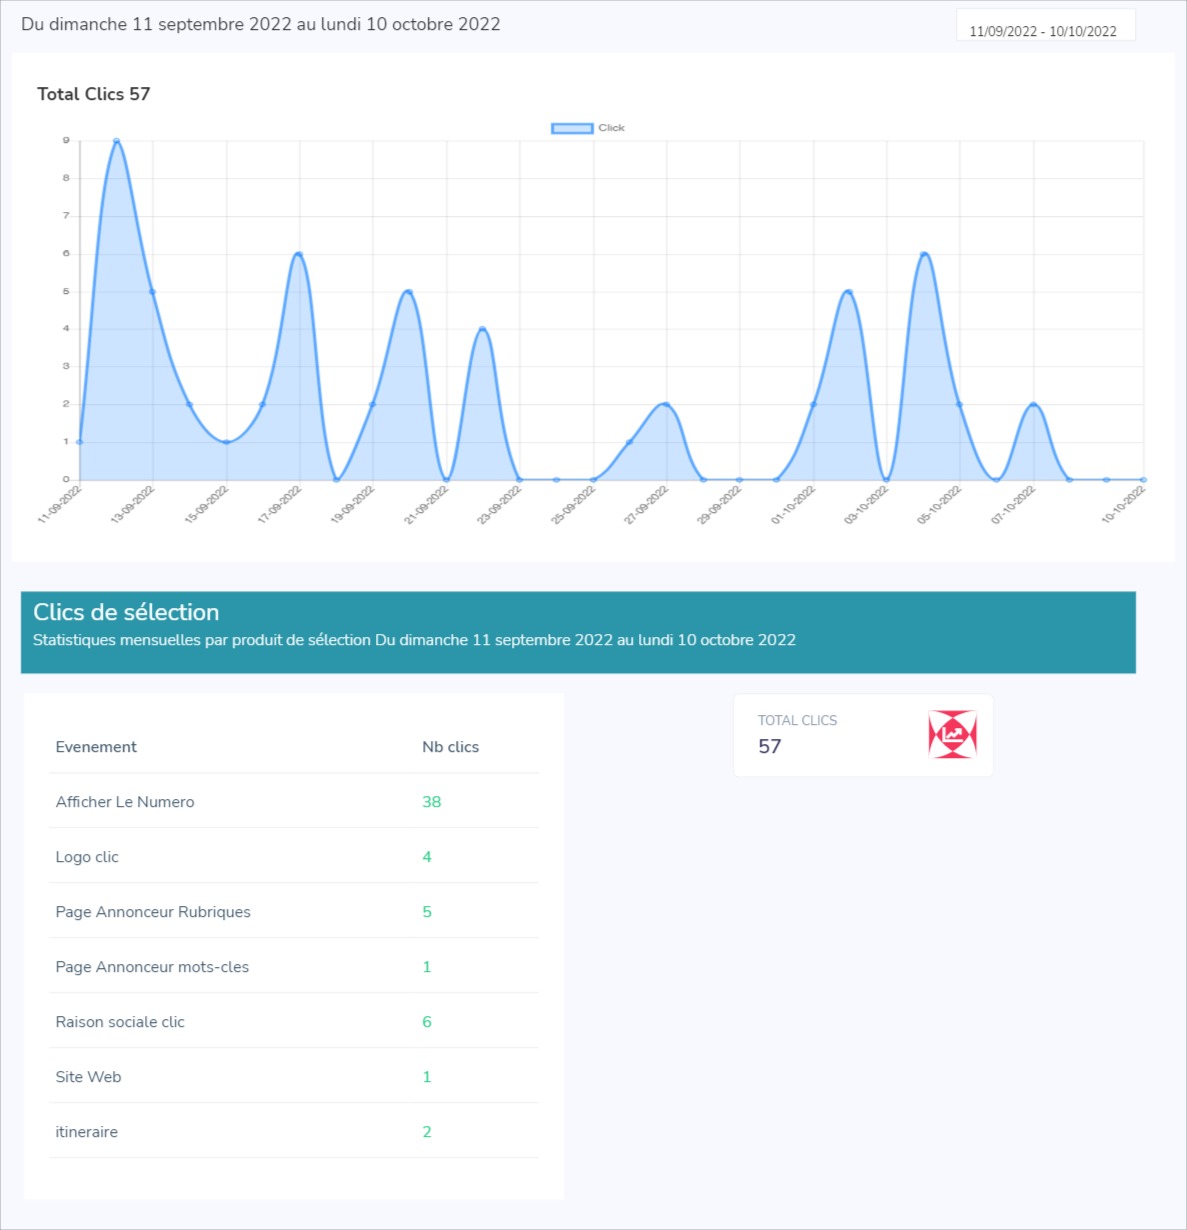 Du dimanche 11 septembre 2022 au lundi 10 octobre 2022
11/09/2022 - 10/10/2022
Total Clics 57
Click
9
8
7
6
5
4
3
2
1
0
11-09-2022
13-09-2022
15-09-2022
17-09-2022
19-09-2022
21-09-2022
23-09-2022
25-09-2022
27-09-2022
29-09-2022
01-10-2022
03-10-2022
05-10-2022
07-10-2022
10-10-2022
Clics de sélection
Statistiques mensuelles par produit de sélection Du dimanche 11 septembre 2022 au lundi 10 octobre 2022
Evenement Nb clics
Afficher Le Numero 38
Logo clic 4
Page Annonceur Rubriques 5
Page Annonceur mots-cles 1
Raison sociale clic 6
Site Web 1
itineraire 2
TOTAL CLICS
57